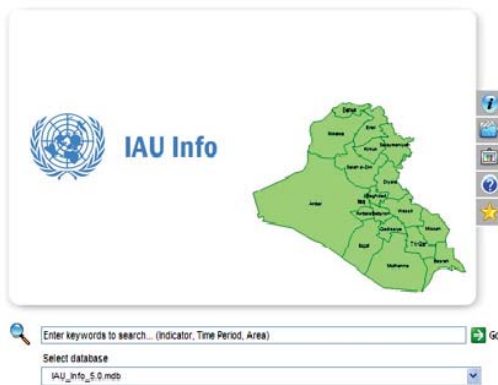 IAU Info
Dahuk
Ninewa
Erbil
Kirkuk
Sulaymaniyah
Salah al-Din
Diyala
Anbar
Baghdad
Kerbala
Babylon
Wassit
Qadissiya
Missan
Thi-Qar
Najaf
Muthanna
Basrah
Enter keywords to search... (Indicator, Time Period, Area)
Go
Select database
IAU_Info_5.0.mdb